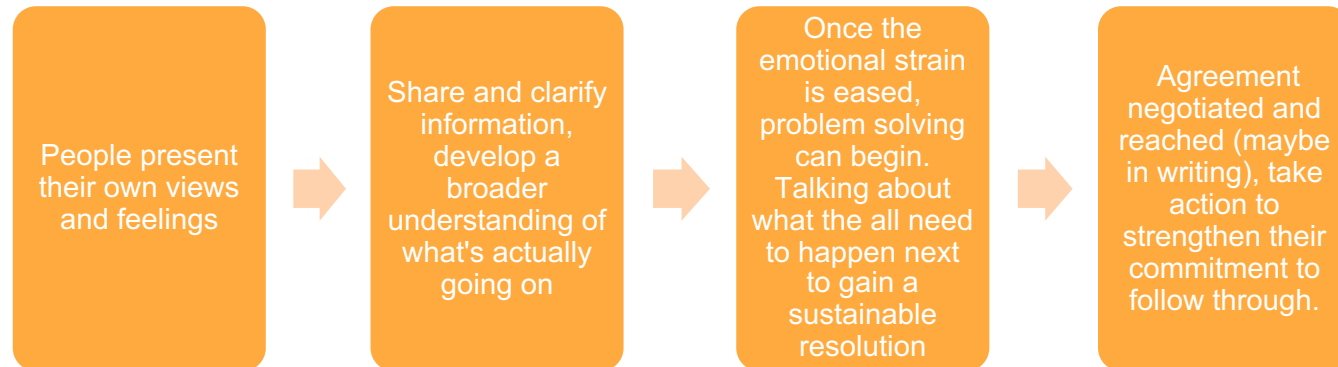 People present
their own views
and feelings
Share and clarify
information,
develop a
broader
understanding of
what's actually
going on
Once the
emotional strain
is eased,
problem solving
can begin.
Talking about
what the all need
to happen next
to gain a
sustainable
resolution
Agreement
negotiated and
reached (maybe
in writing), take
action to
strengthen their
commitment to
follow through.